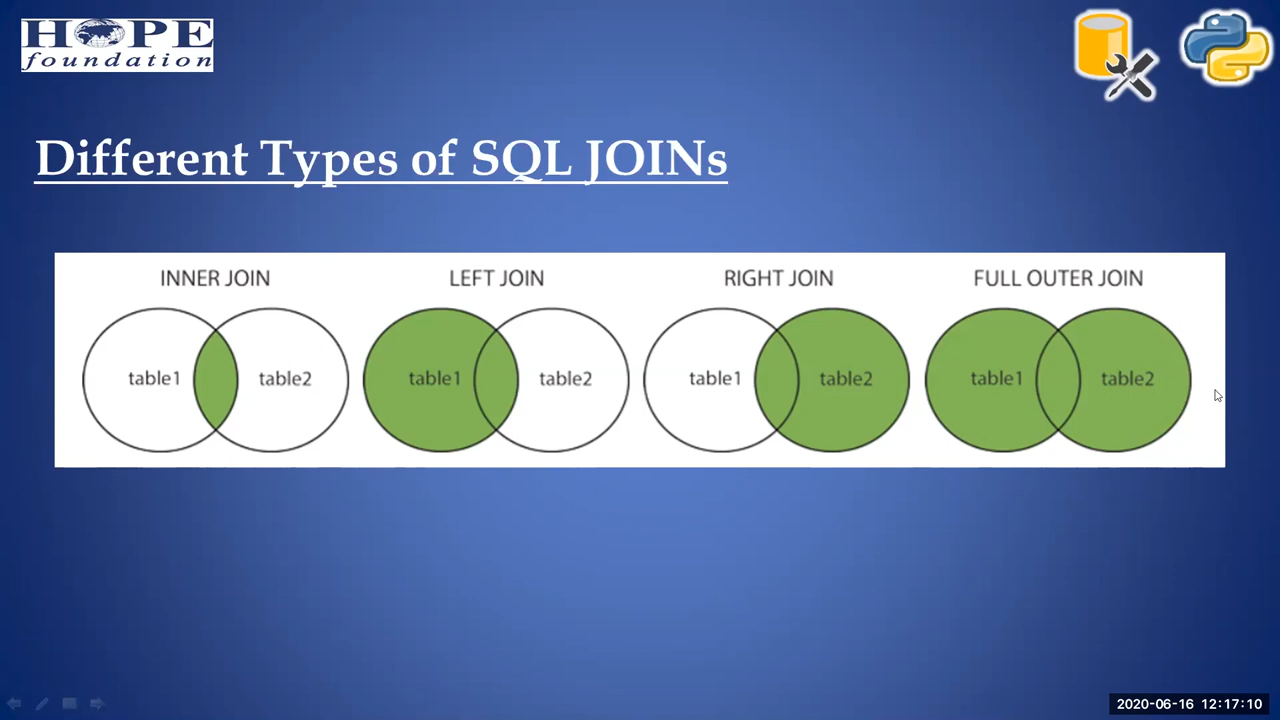 HOPE
foundation
Different Types of SQL JOINs
INNER JOIN
LEFT JOIN
RIGHT JOIN
FULL OUTER JOIN
table1
table2
table1
table2
table1
table2
table1
table2
2020-06-16 12:17:10